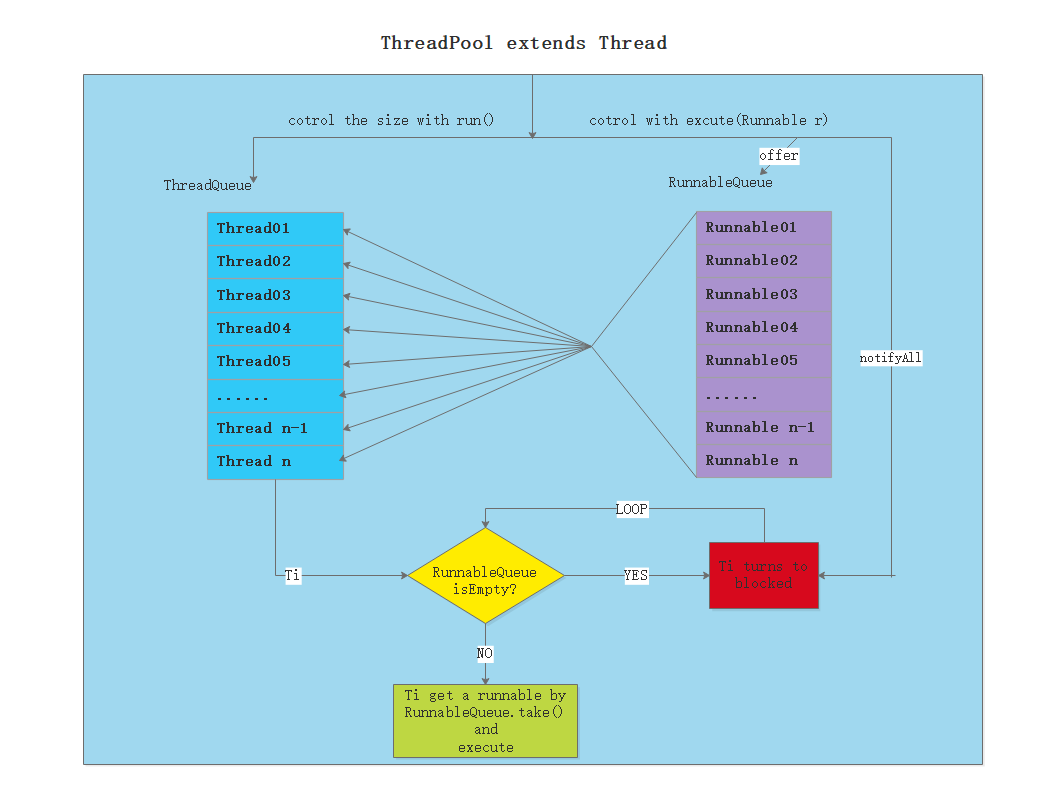 ThreadPool extends Thread
cotrol the size with run()
cotrol with excute(Runnable r)
offer
ThreadQueue
RunnableQueue
Thread01
Thread02
Thread03
Thread04
Thread05
......
Thread n-1
Thread n
Runnable01
Runnable02
Runnable03
Runnable04
Runnable05
......
Runnable n-1
Runnable n
notifyAll
LOOP
Ti
RunnableQueue
isEmpty?
YES
Ti turns to
blocked
NO
Ti get a runnable by
RunnableQueue.take()
and
execute